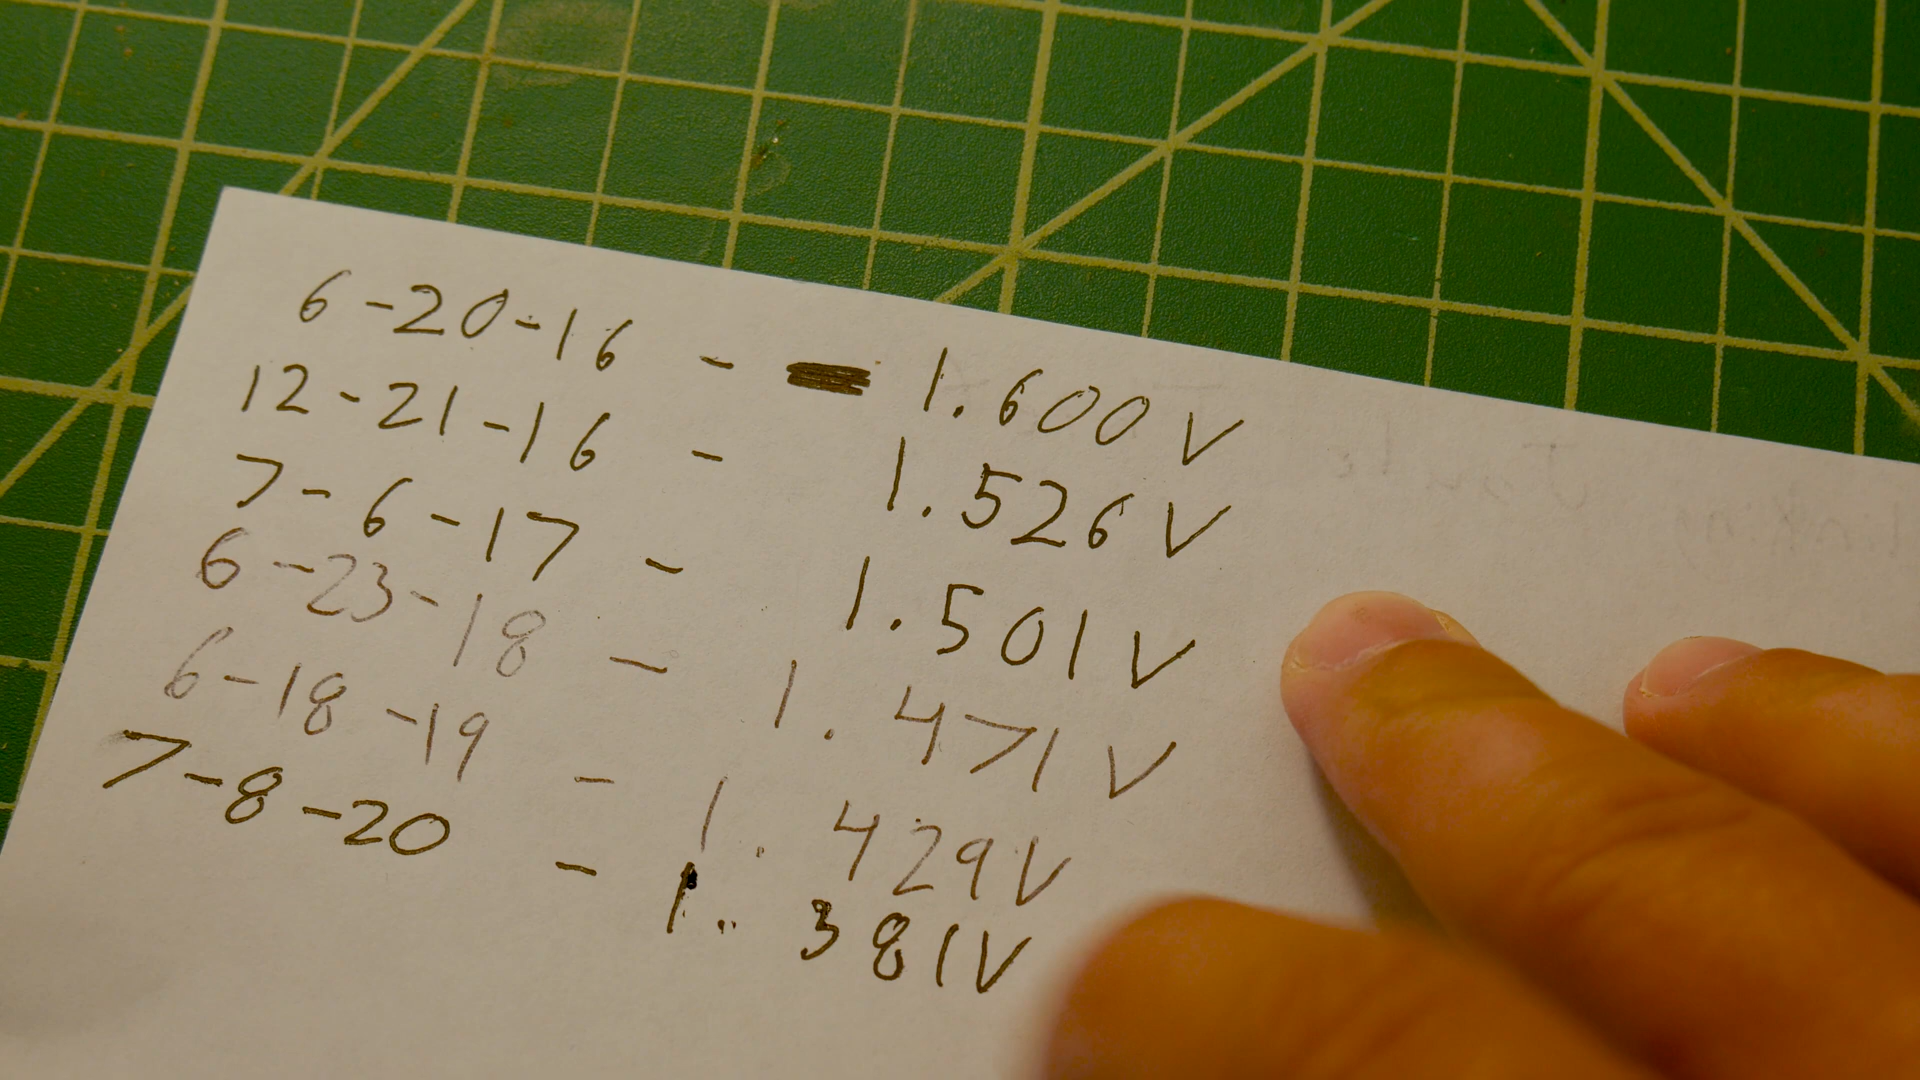 6-20-16 - 1.600V
12-21-16 - 1.526V
7-6-17 - 1.501V
6-23-18 - 1.471V
6-18-19 - 1.429V
7-8-20 - 1.381V